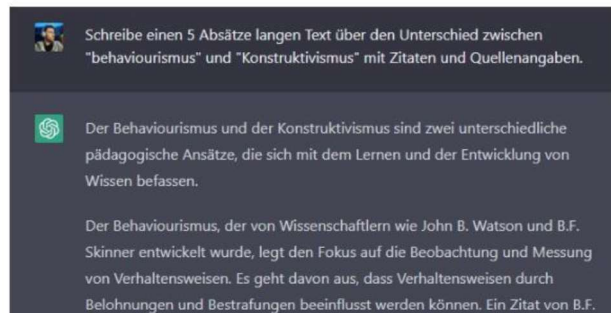 Schreibe einen 5 Absätze langen Text über den Unterschied zwischen
"behaviourismus" und "Konstruktivismus" mit Zitaten und Quellenangaben.
Der Behaviourismus und der Konstruktivismus sind zwei unterschiedliche
pädagogische Ansätze, die sich mit dem Lernen und der Entwicklung von
Wissen befassen.
Der Behaviourismus, der von Wissenschaftlern wie John B. Watson und B.F.
Skinner entwickelt wurde, legt den Fokus auf die Beobachtung und Messung
von Verhaltensweisen. Es geht davon aus, dass Verhaltensweisen durch
Belohnungen und Bestrafungen beeinflusst werden können. Ein Zitat von B.F.